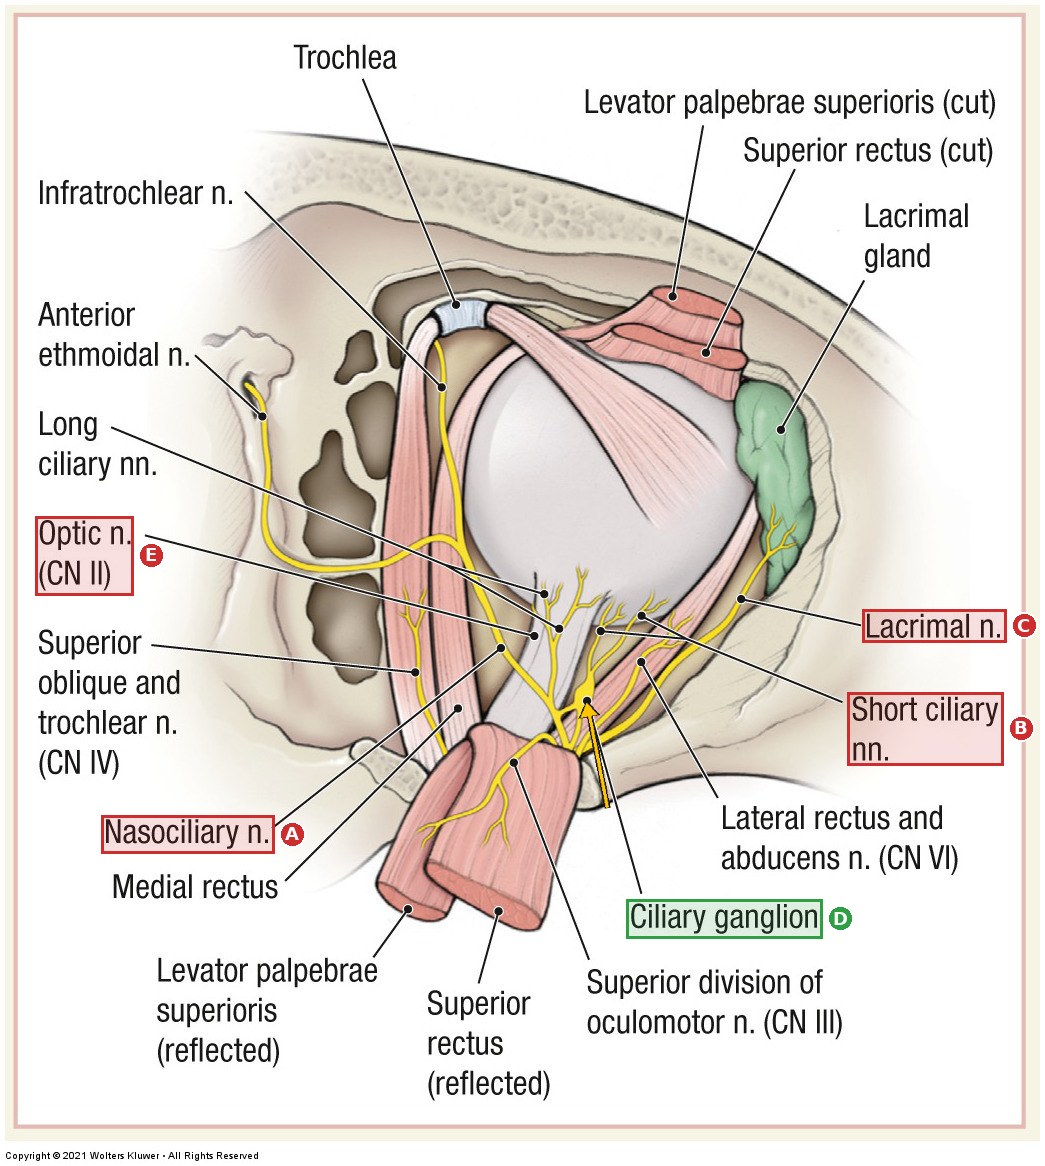 Trochlea
Levator palpebrae superioris (cut)
Superior rectus (cut)
Infratrochlear n.
Lacrimal
gland
Anterior
ethmoidal n.
Long
ciliary nn.
Optic n.
(CN II)
E
Lacrimal n.
C
Superior
oblique and
trochlear n.
(CN IV)
Short ciliary
nn.
B
Nasociliary n.
A
Lateral rectus and
abducens n. (CN VI)
Medial rectus
Ciliary ganglion
D
Levator palpebrae
superioris
(reflected)
Superior
rectus
(reflected)
Superior division of
oculomotor n. (CN III)
Copyright © 2021 Wolters Kluwer • All Rights Reserved